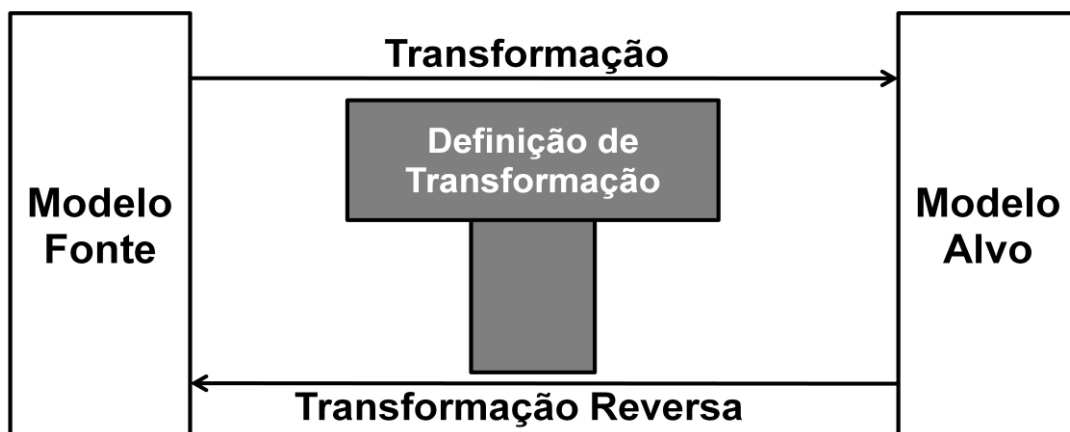 Transformação
Definição de
Transformação
Modelo
Fonte
Modelo
Alvo
Transformação Reversa